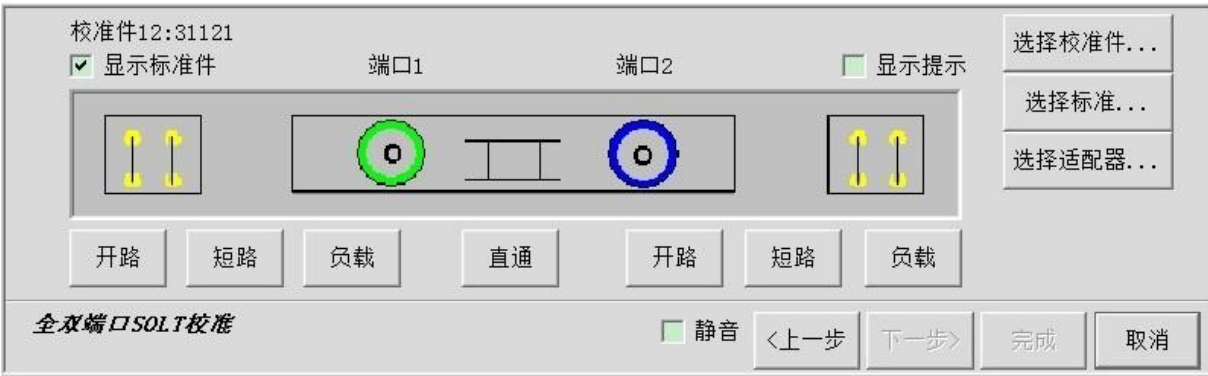 校准件12:31121
显示标准件 端口1 端口2 显示提示
选择校准件...
选择标准...
选择适配器...
开路 短路 负载 直通 开路 短路 负载
全双端口SOLT校准
静音 <上一步 下一步> 完成 取消